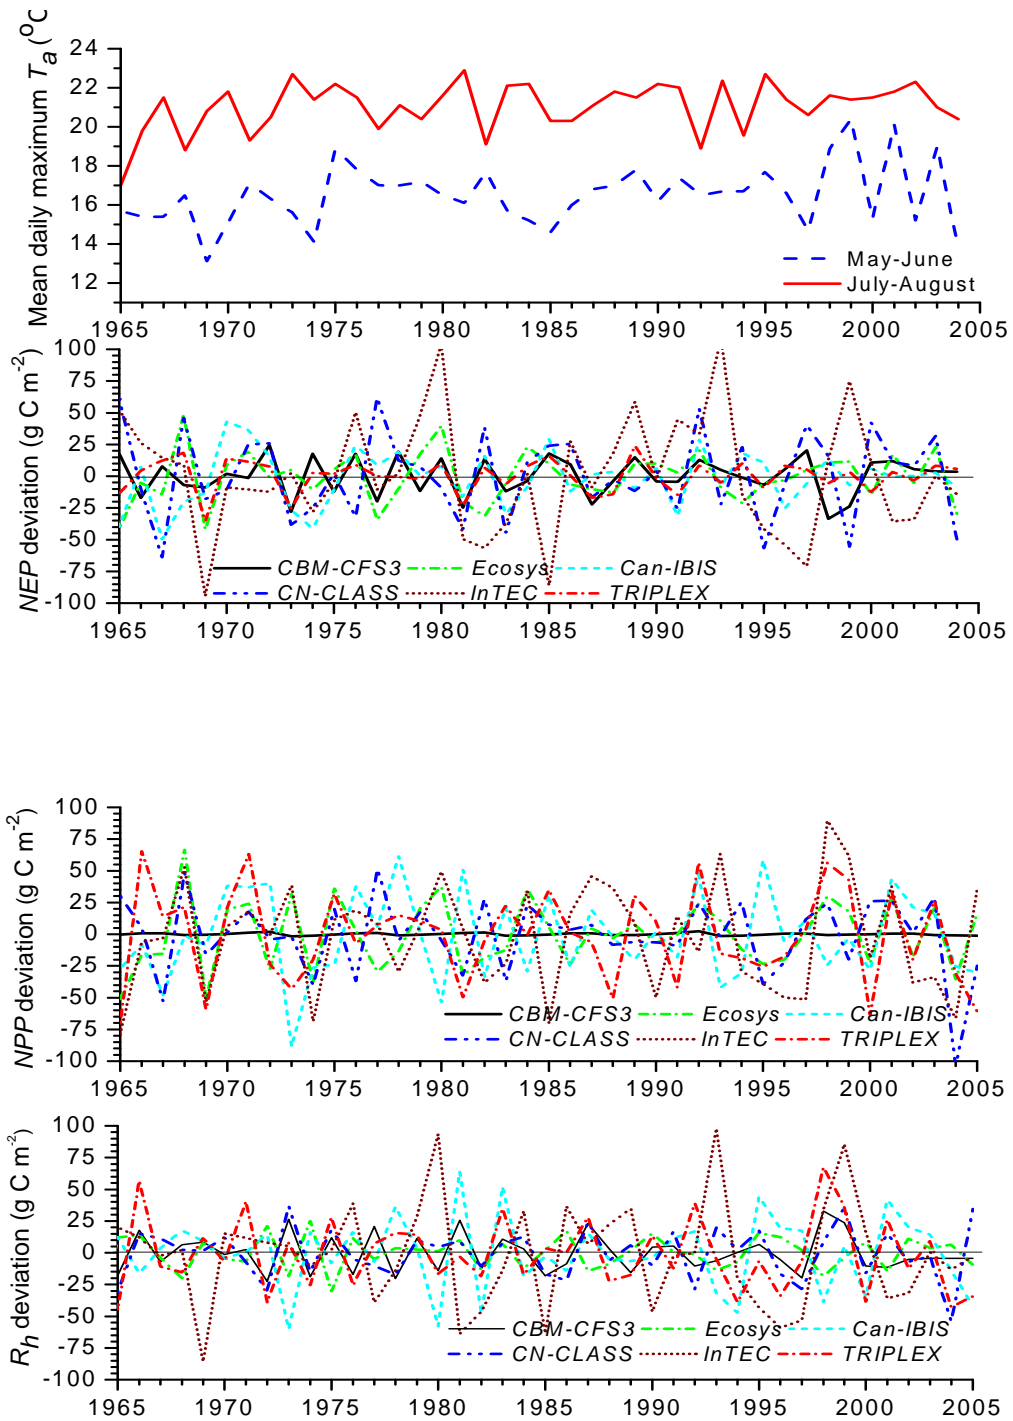 Mean daily maximum T_a (°C
24
22
20
18
16
14
12
May-June
July-August
1965 1970 1975 1980 1985 1990 1995 2000 2005
NEP deviation (g C m⁻²)
100
75
50
25
0
-25
-50
-75
-100
CBM-CFS3 Ecosys Can-IBIS
CN-CLASS InTEC TRIPLEX
1965 1970 1975 1980 1985 1990 1995 2000 2005
NPP deviation (g C m⁻²)
100
75
50
25
0
-25
-50
-75
-100
CBM-CFS3 Ecosys Can-IBIS
CN-CLASS InTEC TRIPLEX
1965 1970 1975 1980 1985 1990 1995 2000 2005
R_h deviation (g C m⁻²)
100
75
50
25
0
-25
-50
-75
-100
CBM-CFS3 Ecosys Can-IBIS
CN-CLASS InTEC TRIPLEX
1965 1970 1975 1980 1985 1990 1995 2000 2005